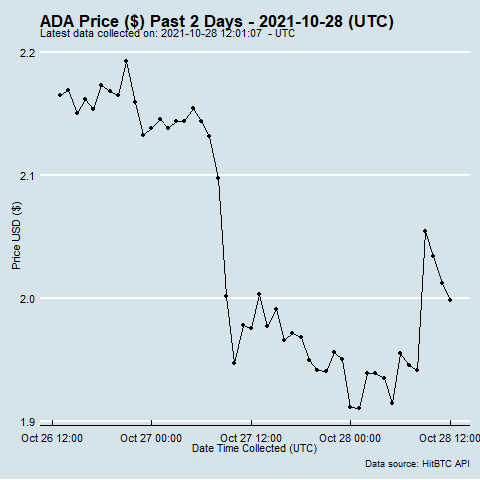 ADA Price ($) Past 2 Days - 2021-10-28 (UTC)
Latest data collected on: 2021-10-28 12:01:07  - UTC
2.2
2.1
2.0
1.9
Price USD ($)
Oct 26 12:00 Oct 27 00:00 Oct 27 12:00 Oct 28 00:00 Oct 28 12:00
Date Time Collected (UTC)
Data source: HitBTC API